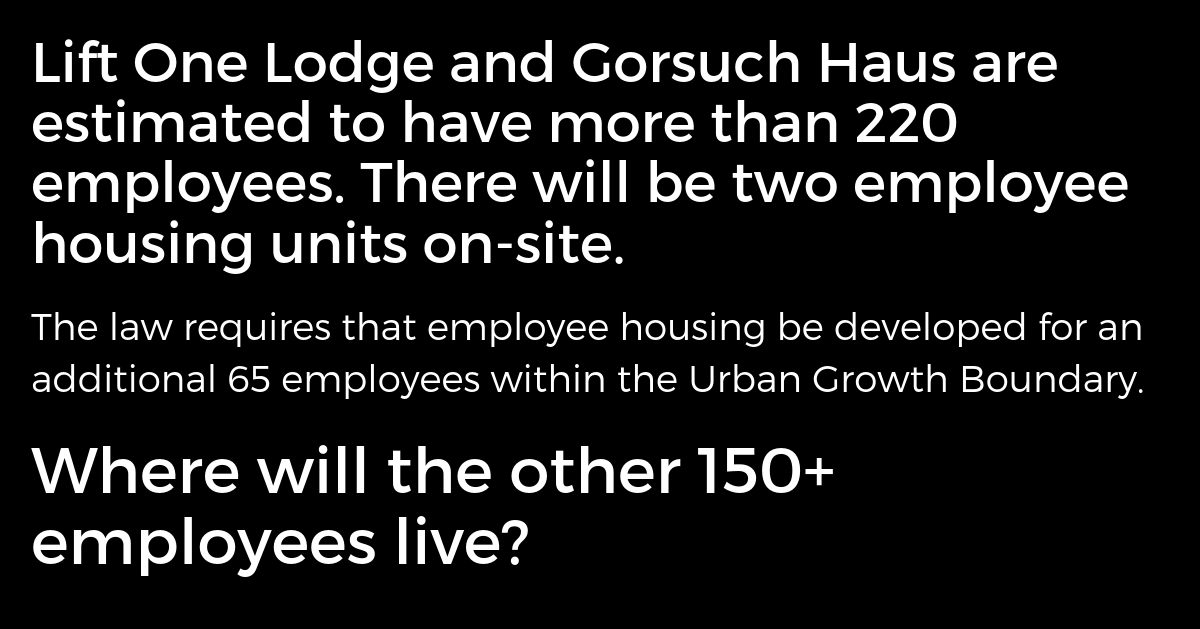 Lift One Lodge and Gorsuch Haus are
estimated to have more than 220
employees. There will be two employee
housing units on-site.
The law requires that employee housing be developed for an
additional 65 employees within the Urban Growth Boundary.
Where will the other 150+
employees live?